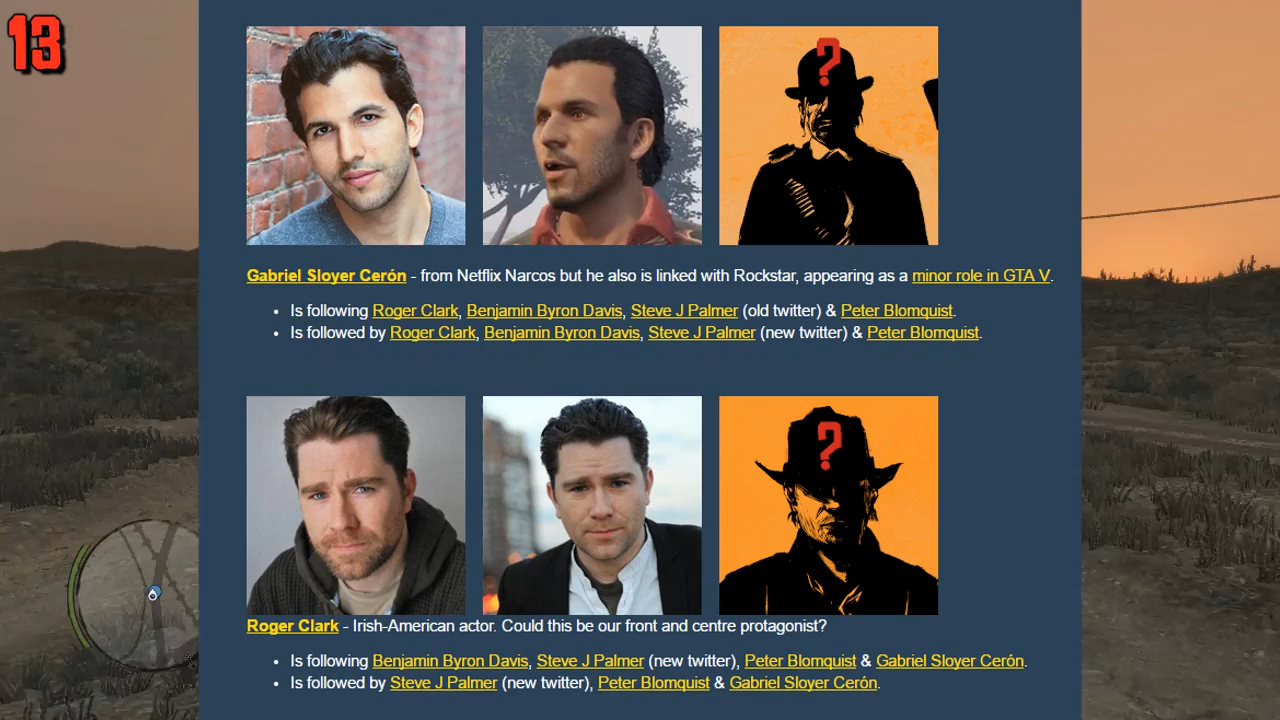 13
?
Gabriel Sloyer Cerón - from Netflix Narcos but he also is linked with Rockstar, appearing as a minor role in GTA V.
• Is following Roger Clark, Benjamin Byron Davis, Steve J Palmer (old twitter) & Peter Blomquist.
• Is followed by Roger Clark, Benjamin Byron Davis, Steve J Palmer (new twitter) & Peter Blomquist.
?
Roger Clark - Irish-American actor. Could this be our front and centre protagonist?
• Is following Benjamin Byron Davis, Steve J Palmer (new twitter), Peter Blomquist & Gabriel Sloyer Cerón.
• Is followed by Steve J Palmer (new twitter), Peter Blomquist & Gabriel Sloyer Cerón.